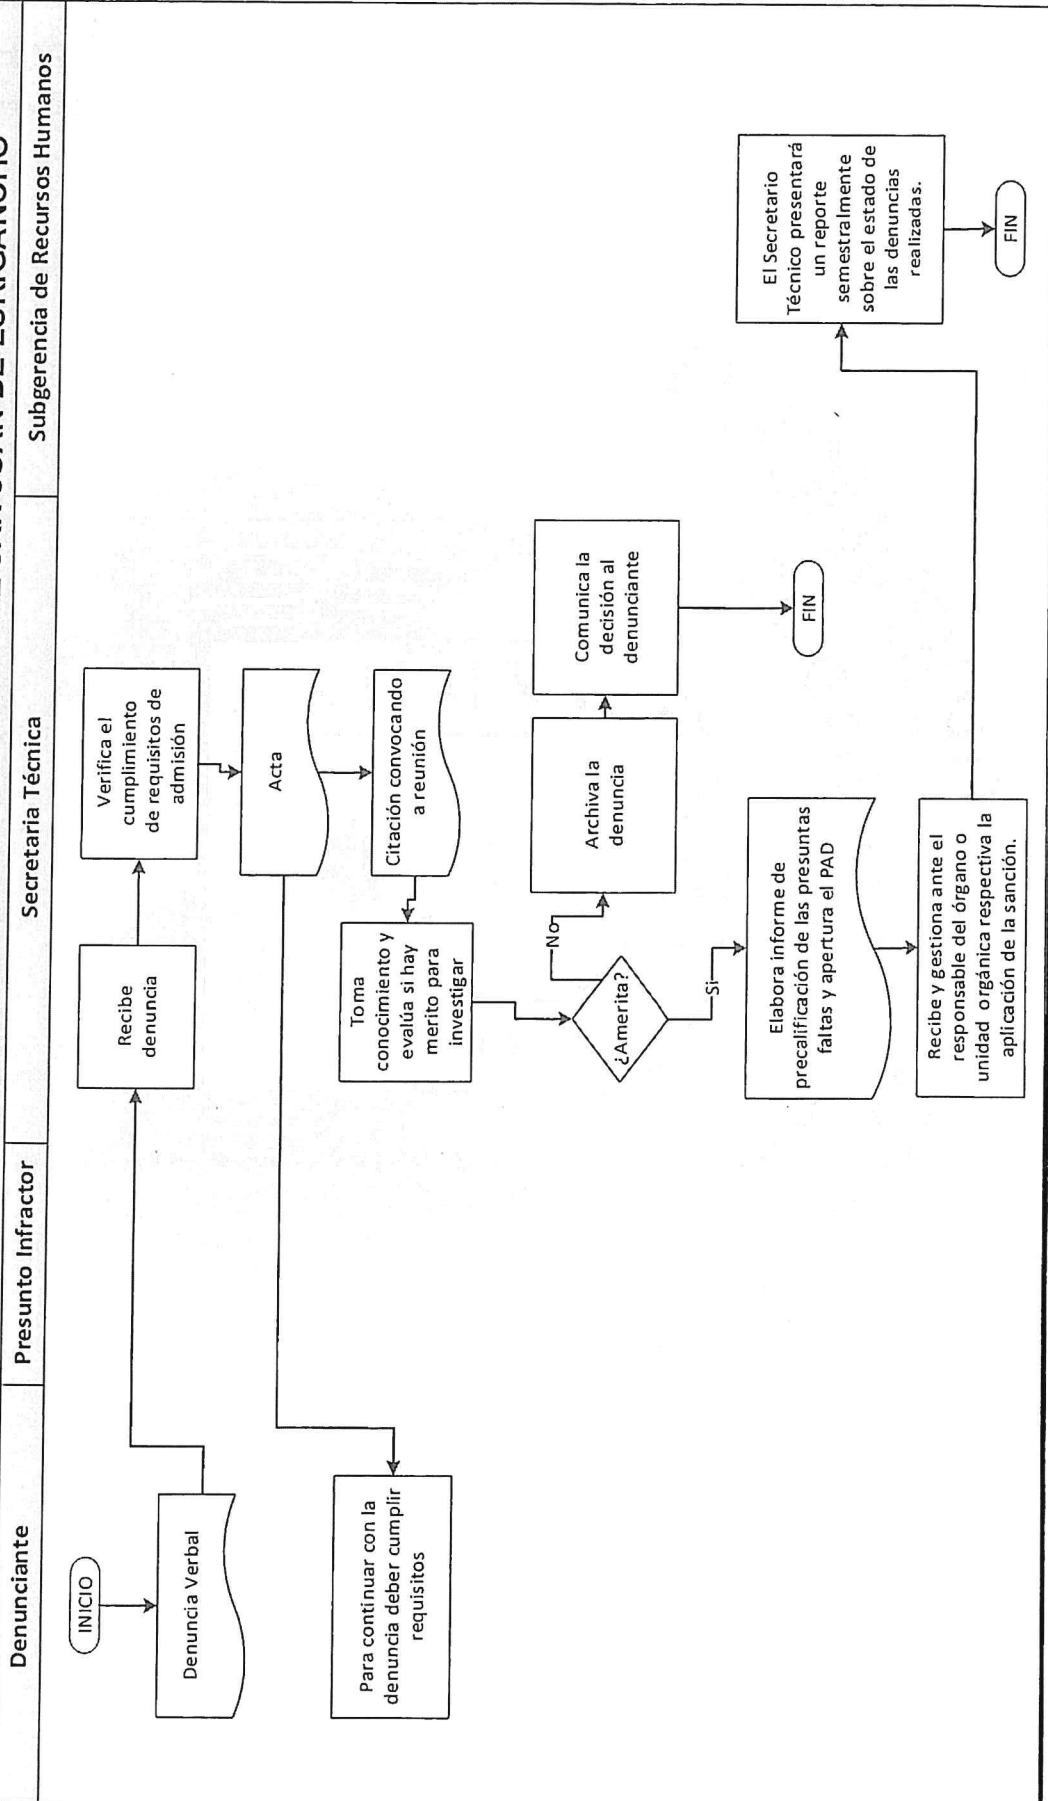 DE LURIGANCHO
Denunciante
Presunto Infractor
Secretaria Técnica
Subgerencia de Recursos Humanos
INICIO
Denuncia Verbal
Recibe
denuncia
Verifica el
cumplimiento
de requisitos de
admisión
Acta
Citación convocando
a reunión
Para continuar con la
denuncia deber cumplir
requisitos
Toma
conocimiento y
evalúa si hay
merito para
investigar
¿Amerita?
No
Archiva la
denuncia
Comunica la
decisión al
denunciante
FIN
Si
Elabora informe de
precalificación de las presuntas
faltas y apertura el PAD
Recibe y gestiona ante el
responsable del órgano o
unidad orgánica respectiva la
aplicación de la sanción.
El Secretario
Técnico presentará
un reporte
semestralmente
sobre el estado de
las denuncias
realizadas.
FIN